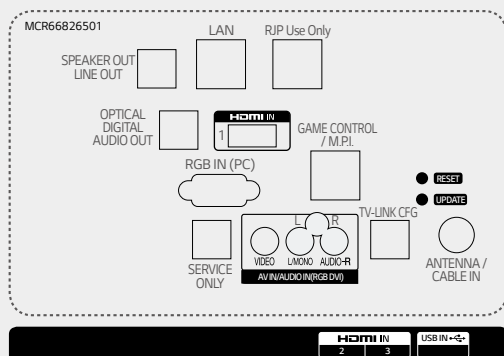 MCR66826501
LAN
RJP Use Only
SPEAKER OUT
LINE OUT
OPTICAL
DIGITAL
AUDIO OUT
HDMI IN
1
GAME CONTROL
/ M.P.I.
RGB IN (PC)
RESET
UPDATE
L R
TV-LINK CFG
VIDEO L/MONO AUDIO-R
AV IN/AUDIO IN(RGB DVI)
SERVICE
ONLY
ANTENNA /
CABLE IN
HDMI IN
2 3
USB IN